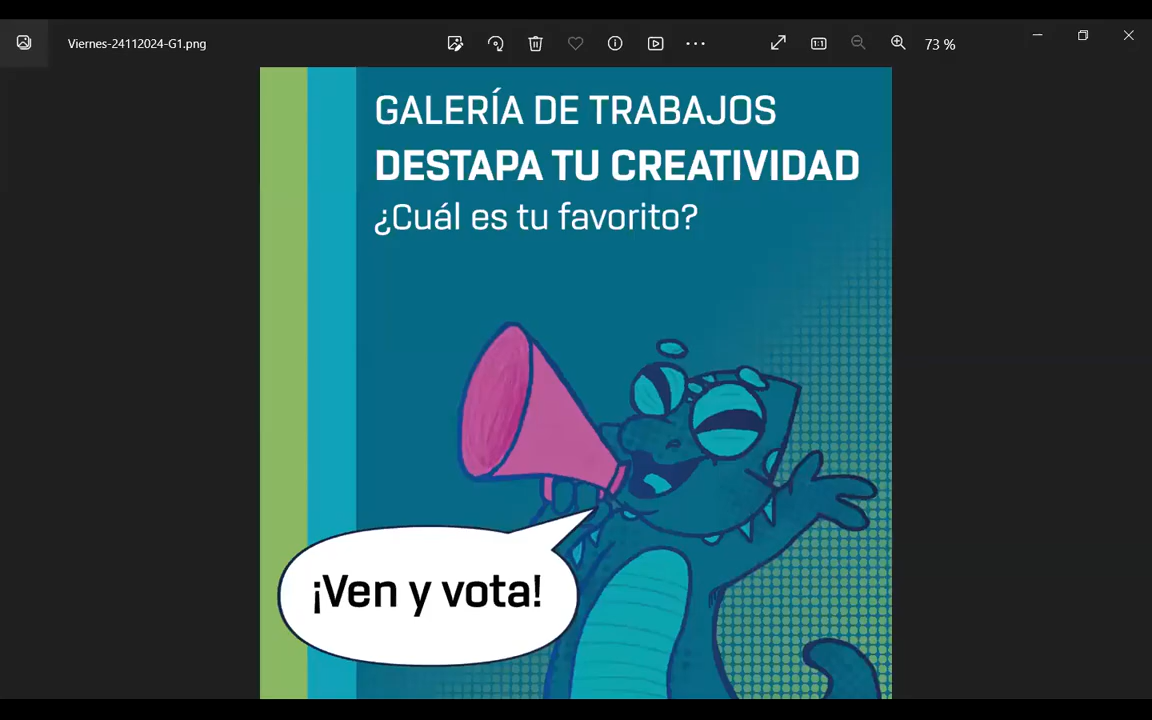 Viernes-24112024-G1.png
73 %
GALERÍA DE TRABAJOS
DESTAPA TU CREATIVIDAD
¿Cuál es tu favorito?
¡Ven y vota!